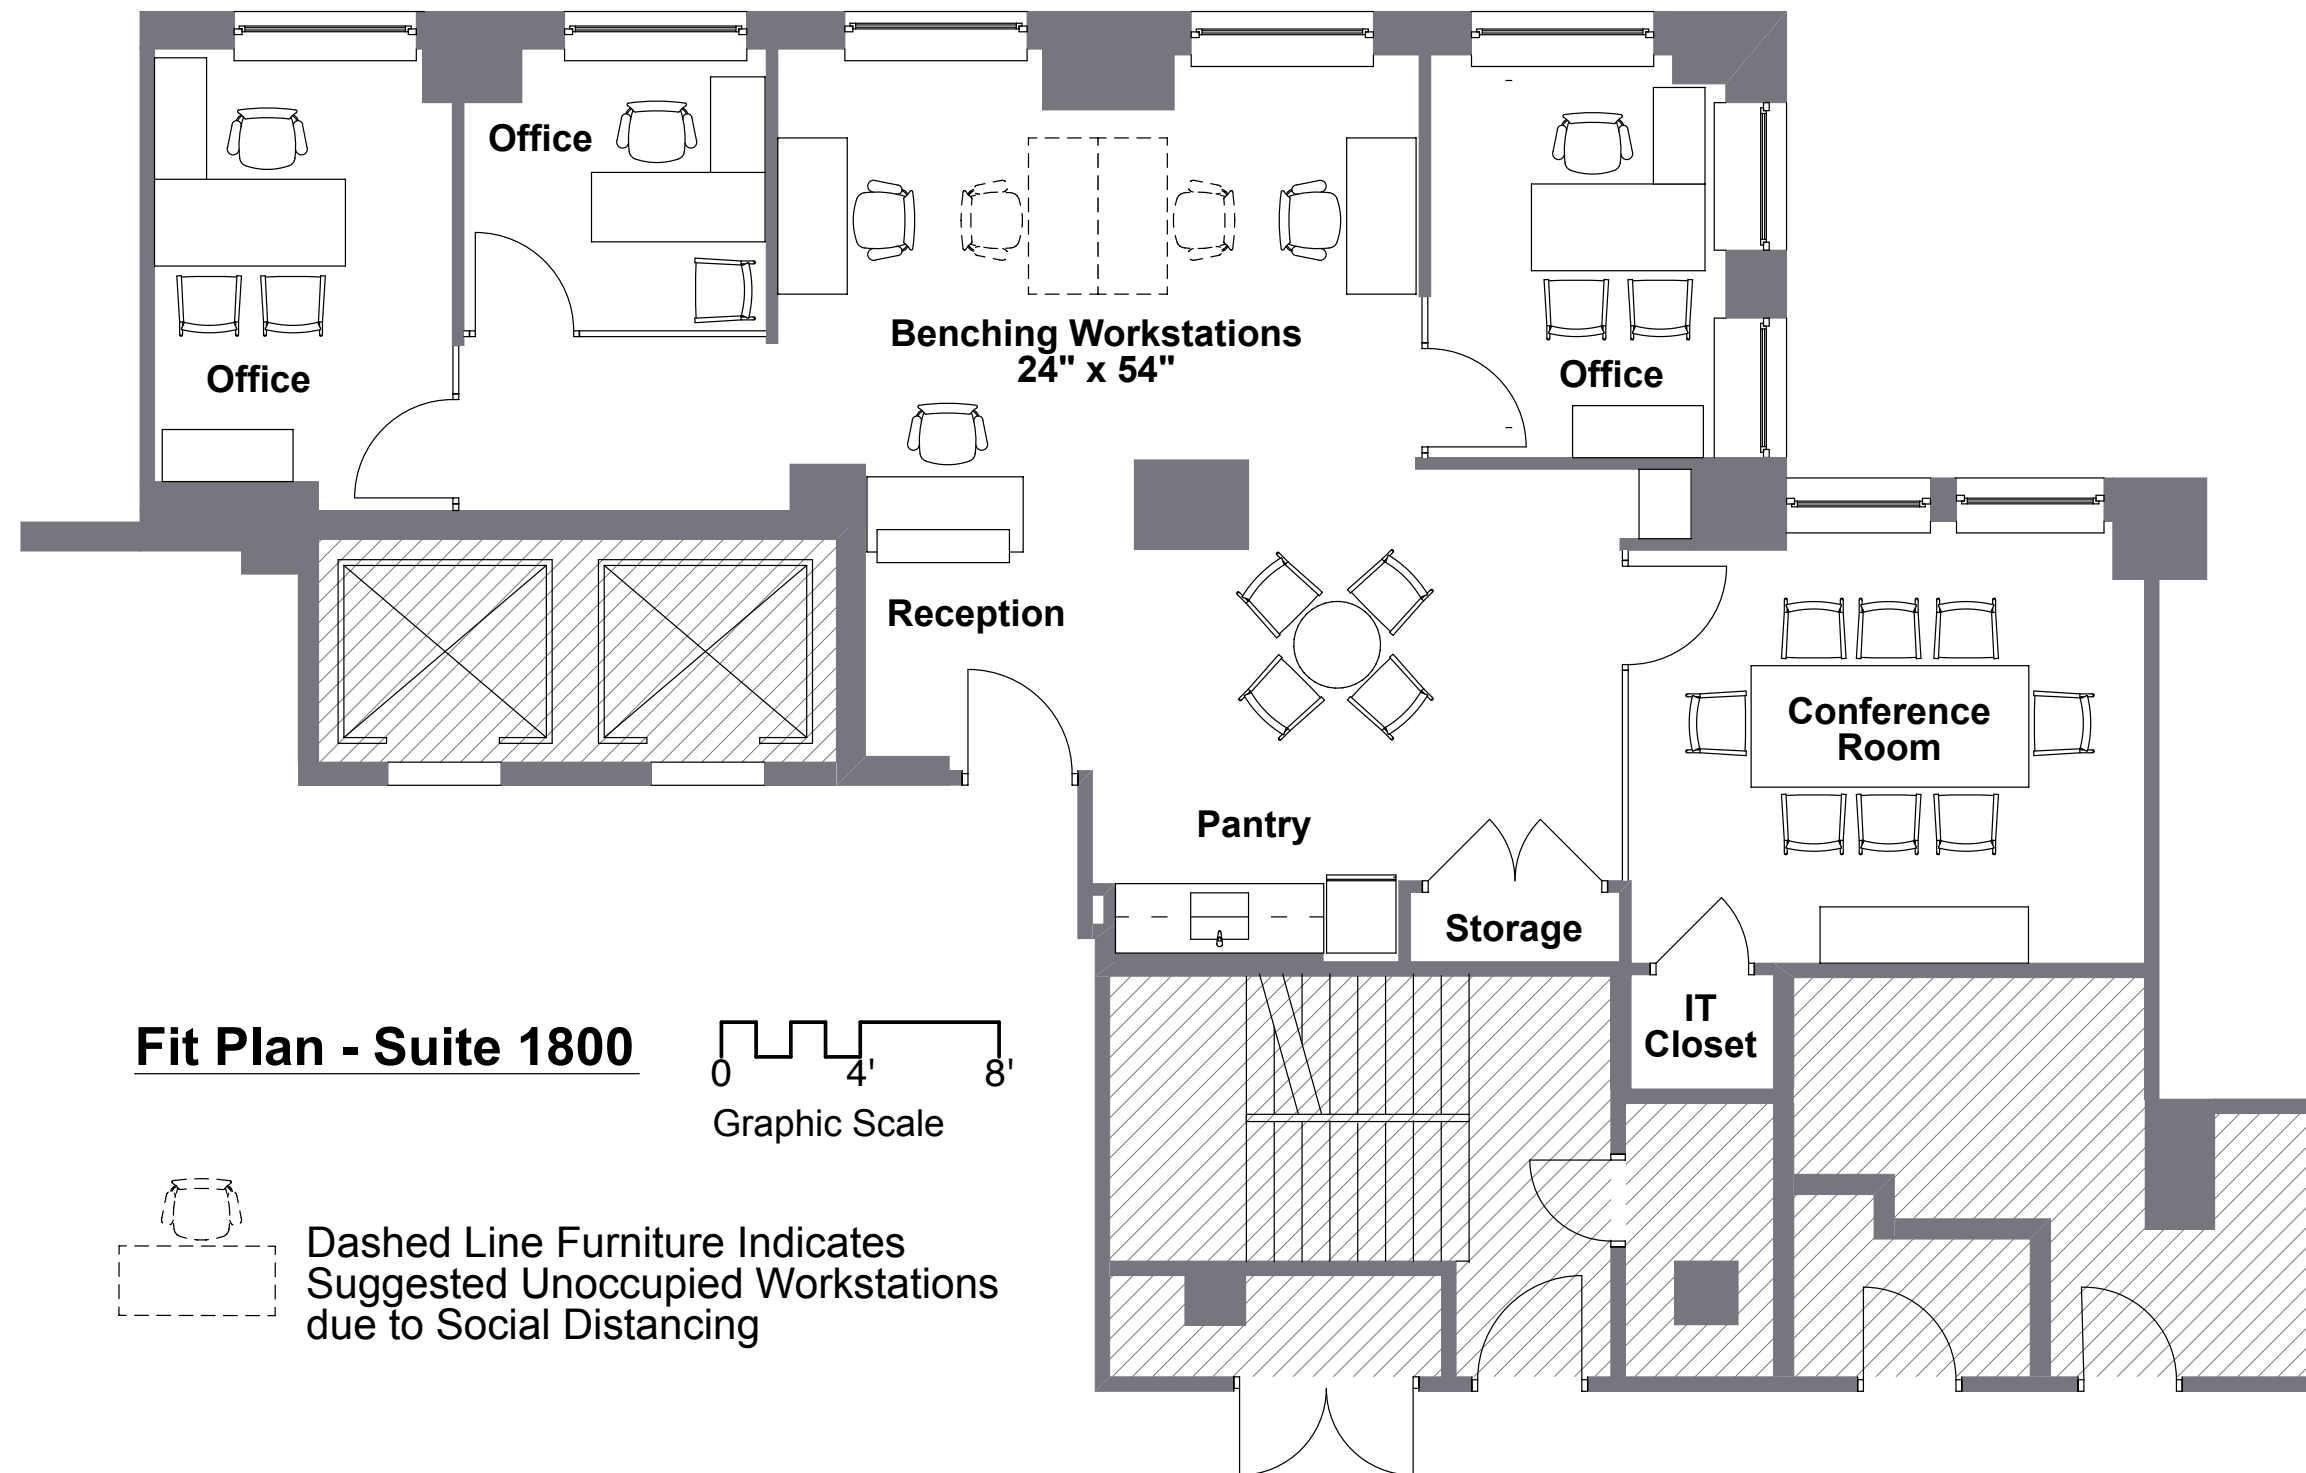 Office
Benching Workstations
24" x 54"
Office
Office
Reception
Conference
Room
Pantry
Storage
IT
Closet
Fit Plan - Suite 1800
0 4' 8'
Graphic Scale
Dashed Line Furniture Indicates
Suggested Unoccupied Workstations
due to Social Distancing